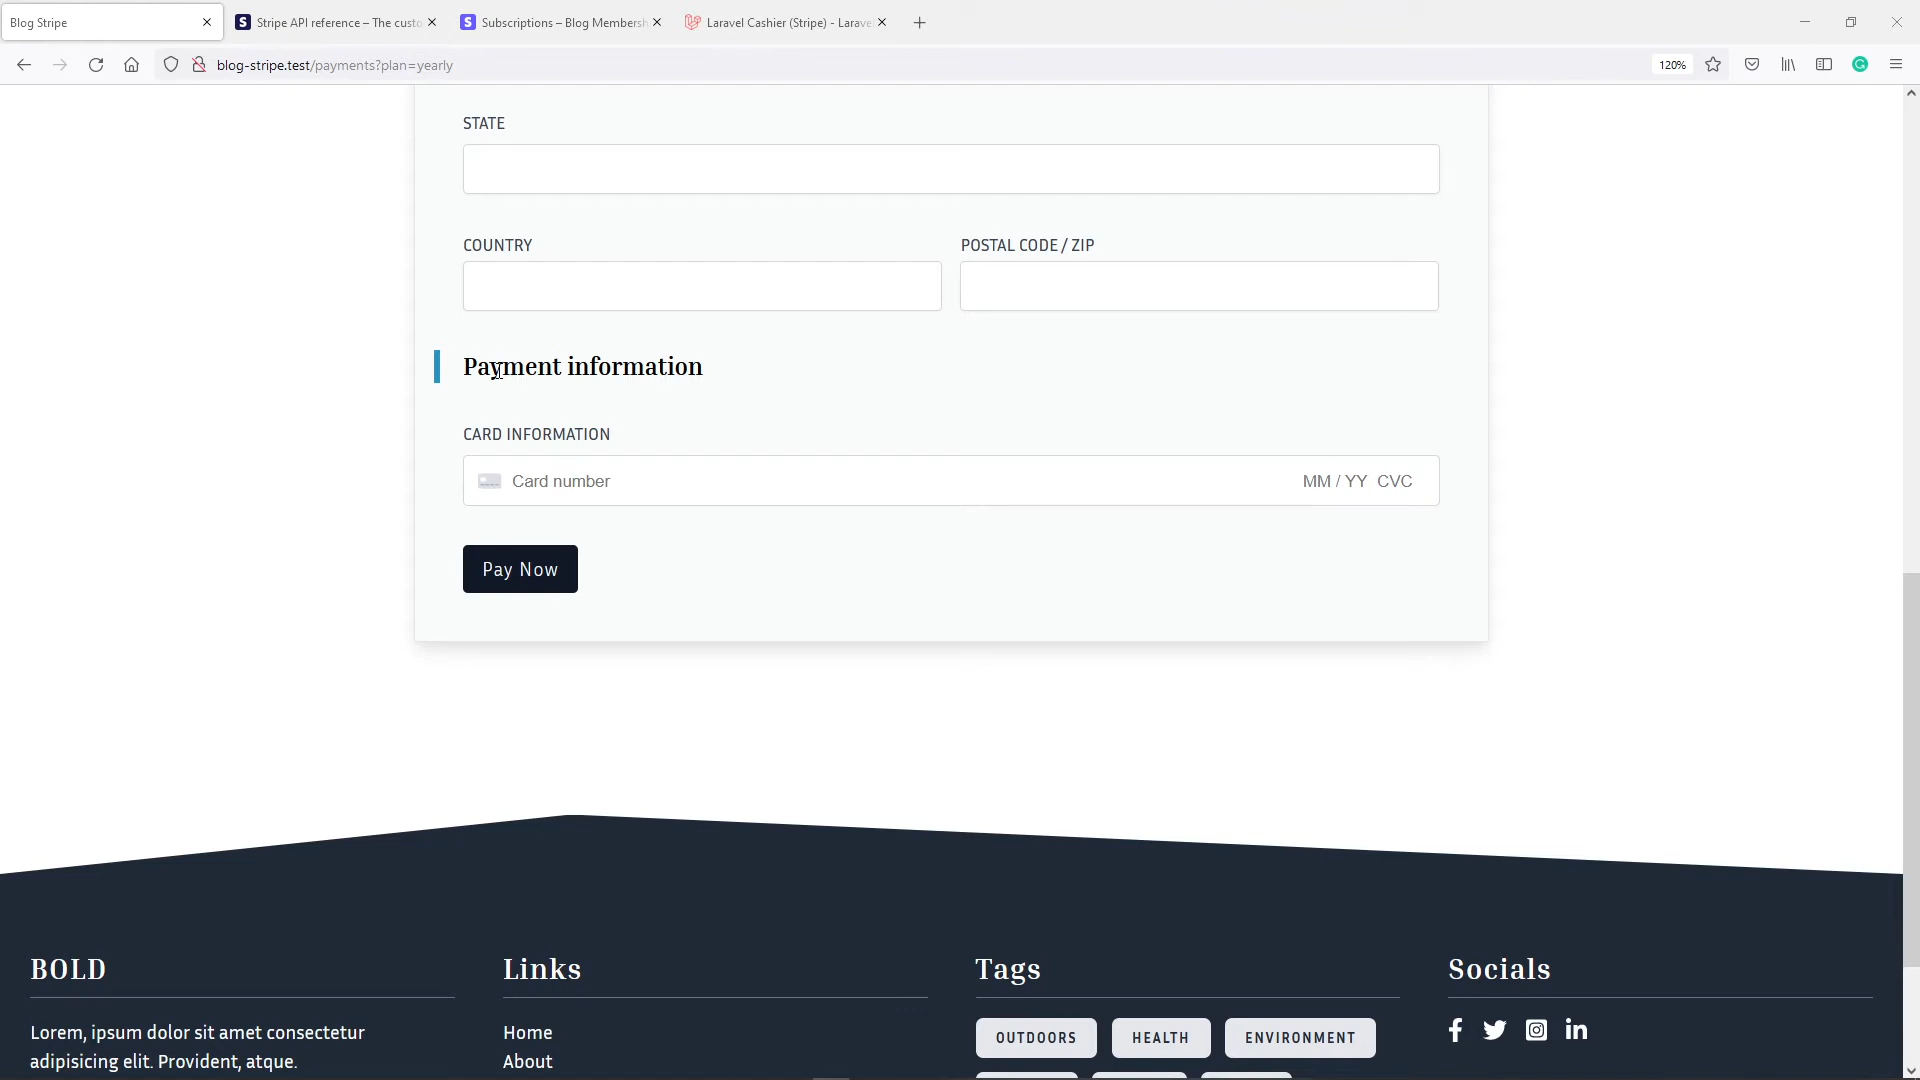 Blog Stripe
Stripe API reference – The custo
Subscriptions – Blog Membersh
Laravel Cashier (Stripe) - Larave
blog-stripe.test/payments?plan=yearly
120%
STATE
COUNTRY
POSTAL CODE / ZIP
Payment information
CARD INFORMATION
Card number
MM / YY CVC
Pay Now
BOLD
Links
Tags
Socials
Lorem, ipsum dolor sit amet consectetur
adipisicing elit. Provident, atque.
Home
About
OUTDOORS
HEALTH
ENVIRONMENT